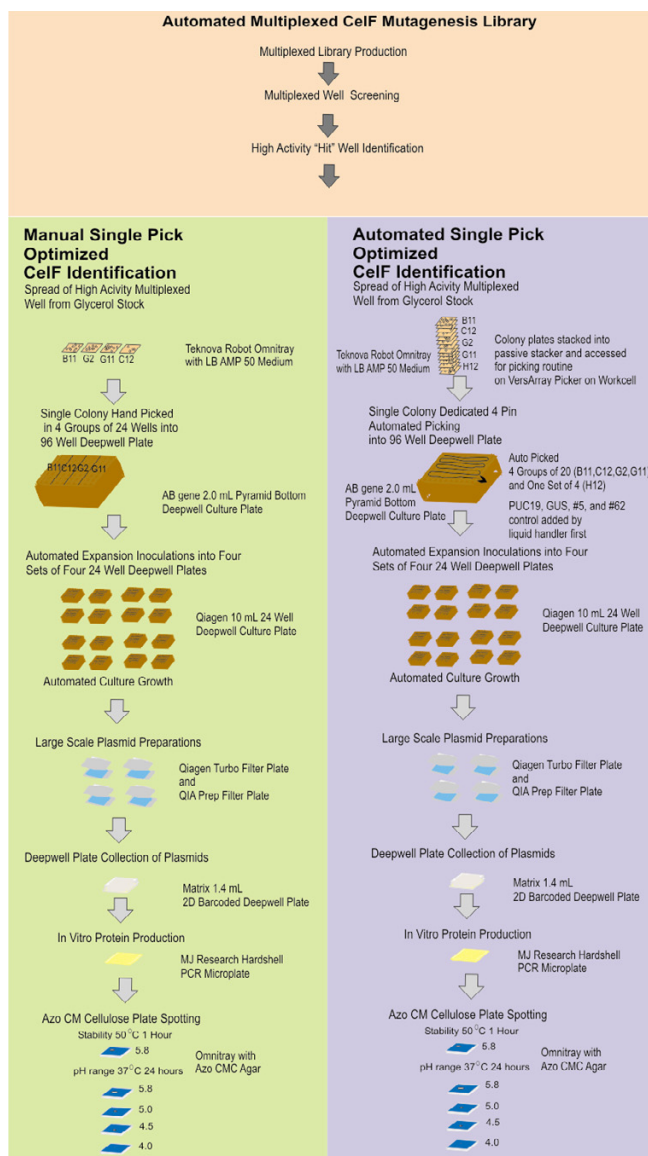 Automated Multiplexed CelF Mutagenesis Library
Multiplexed Library Production
Multiplexed Well Screening
High Activity "Hit" Well Identification
Manual Single Pick
Optimized
CelF Identification
Spread of High Acivity Multiplexed
Well from Glycerol Stock
B11 G2 G11 C12
Teknova Robot Omnitray
with LB AMP 50 Medium
Single Colony Hand Picked
in 4 Groups of 24 Wells into
96 Well Deepwell Plate
B11C12G2 G11
AB gene 2.0 mL
Pyramid Bottom
Deepwell Culture Plate
Automated Expansion Inoculations into Four
Sets of Four 24 Well Deepwell Plates
Qiagen 10 mL 24 Well
Deepwell Culture Plate
Automated Culture Growth
Large Scale Plasmid Preparations
Qiagen Turbo Filter Plate
and
QIA Prep Filter Plate
Deepwell Plate Collection of Plasmids
Matrix 1.4 mL
2D Barcoded Deepwell Plate
In Vitro Protein Production
MJ Research Hardshell
PCR Microplate
Azo CM Cellulose Plate Spotting
Stability 50 °C 1 Hour
5.8
pH range 37°C 24 hours
Omnitray with
Azo CMC Agar
5.8
5.0
4.5
4.0
Automated Single Pick
Optimized
CelF Identification
Spread of High Acivity Multiplexed
Well from Glycerol Stock
B11
C12
G2
G11
H12
Teknova Robot Omnitray
with LB AMP 50 Medium
Colony plates stacked into
passive stacker and accessed
for picking routine
on VersArray Picker on Workcell
Single Colony Dedicated 4 Pin
Automated Picking
into 96 Well Deepwell Plate
AB gene 2.0 mL
Pyramid Bottom
Deepwell Culture Plate
Auto Picked
4 Groups of 20 (B11,C12,G2,G11)
and One Set of 4 (H12)
PUC19, GUS, #5, and #62
control added by
liquid handler first
Automated Expansion Inoculations into Four
Sets of Four 24 Well Deepwell Plates
Qiagen 10 mL 24 Well
Deepwell Culture Plate
Automated Culture Growth
Large Scale Plasmid Preparations
Qiagen Turbo Filter Plate
and
QIA Prep Filter Plate
Deepwell Plate Collection of Plasmids
Matrix 1.4 mL
2D Barcoded Deepwell Plate
In Vitro Protein Production
MJ Research Hardshell
PCR Microplate
Azo CM Cellulose Plate Spotting
Stability 50 °C 1 Hour
5.8
pH range 37°C 24 hours
Omnitray with
Azo CMC Agar
5.8
5.0
4.5
4.0